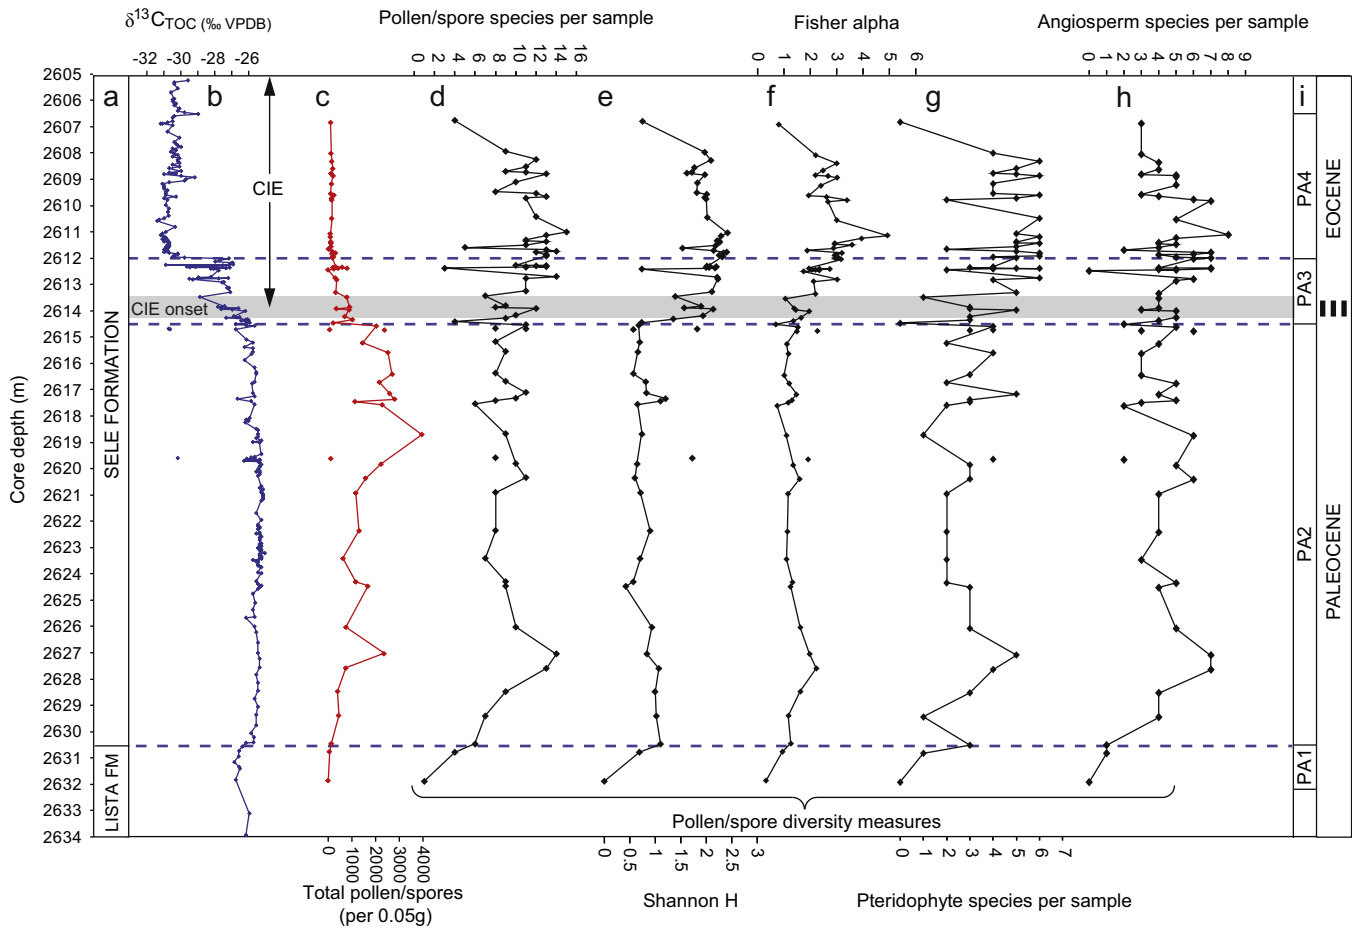 δ13CTOC (‰ VPDB)
Pollen/spore species per sample
Fisher alpha
Angiosperm species per sample
-32 -30 -28 -26
0 2 4 6 8 10 11 13 14 16
0 1 2 3 4 5 6
0 1 2 3 4 5 6 7 8 9
a b c d e f g h i
Core depth (m)
2605
2606
2607
2608
2609
2610
2611
2612
2613
2614
2615
2616
2617
2618
2619
2620
2621
2622
2623
2624
2625
2626
2627
2628
2629
2630
2631
2632
2633
2634
SELE FORMATION
LISTA FM
CIE
CIE onset
PA4
PA3
PA2
PA1
EOCENE
PALEOCENE
Pollen/spore diversity measures
0 1000 2000 3000 4000
0 0.5 1 1.5 2 2.5 3
0 1 2 3 4 5 6 7
Total pollen/spores
(per 0.05g)
Shannon H
Pteridophyte species per sample